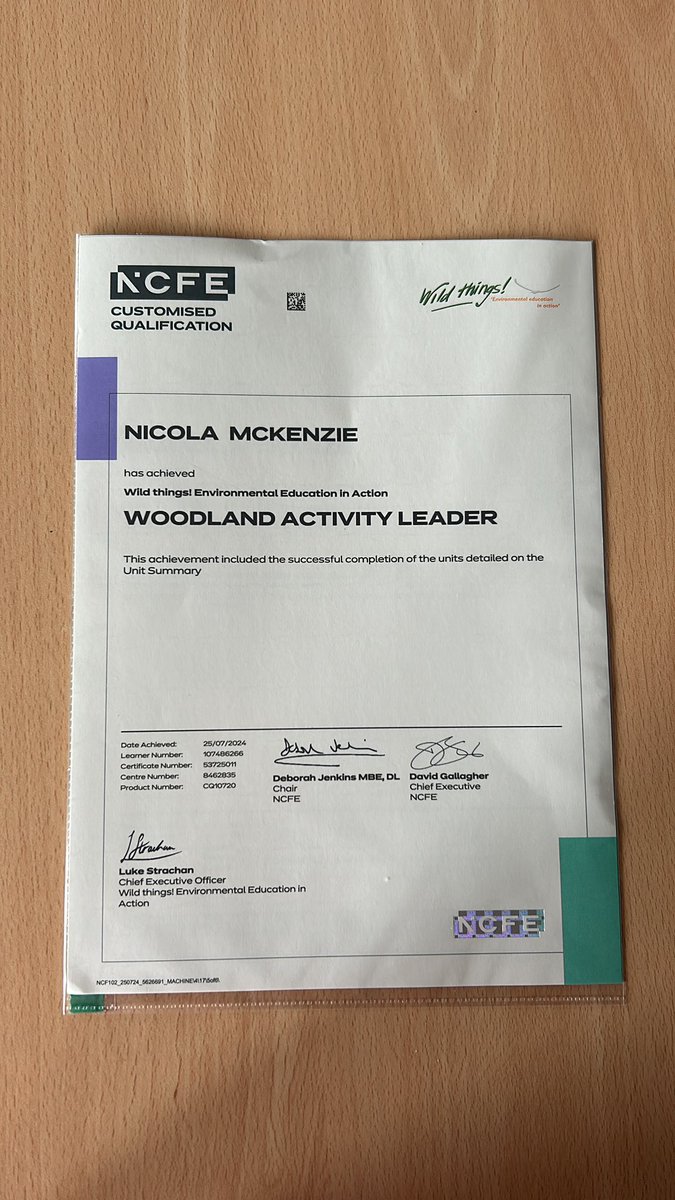 NCFE
CUSTOMISED
QUALIFICATION
Wild things!
"Environmental education
in action"
NICOLA MCKENZIE
has achieved
Wild things! Environmental Education in Action
WOODLAND ACTIVITY LEADER
This achievement included the successful completion of the units detailed on the
Unit Summary
Date Achieved: 25/07/2024
Learner Number: 107486266
Certificate Number: 53725011
Centre Number: 8462835
Product Number: CQ10720
Deborah Jenkins MBE, DL
Chair
NCFE
David Gallagher
Chief Executive
NCFE
L Strachan
Luke Strachan
Chief Executive Officer
Wild things! Environmental Education in
Action
NCFE